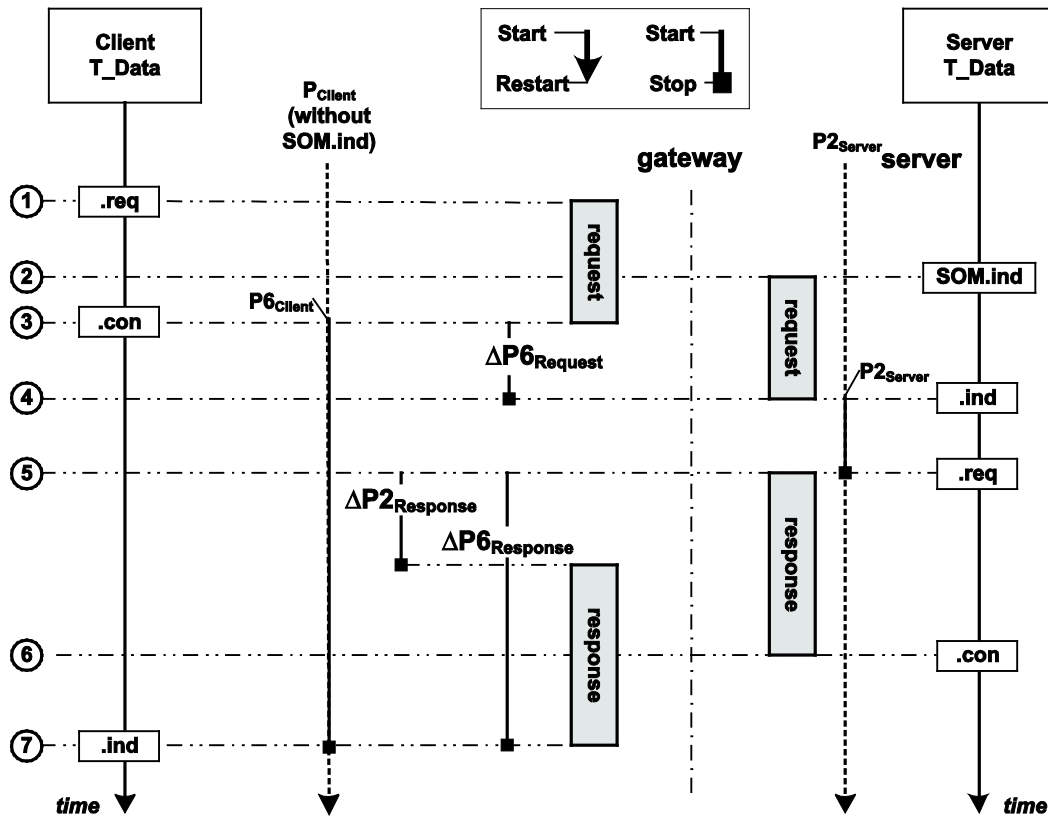 Client
T_Data
Start
Restart
Start
Stop
Server
T_Data
PClient
(without
SOM.ind)
gateway
P2Server
server
1
.req
request
2
SOM.ind
request
P6Client
3
.con
ΔP6Request
P2Server
4
.ind
5
.req
ΔP2Response
ΔP6Response
response
response
6
.con
7
.ind
time
time